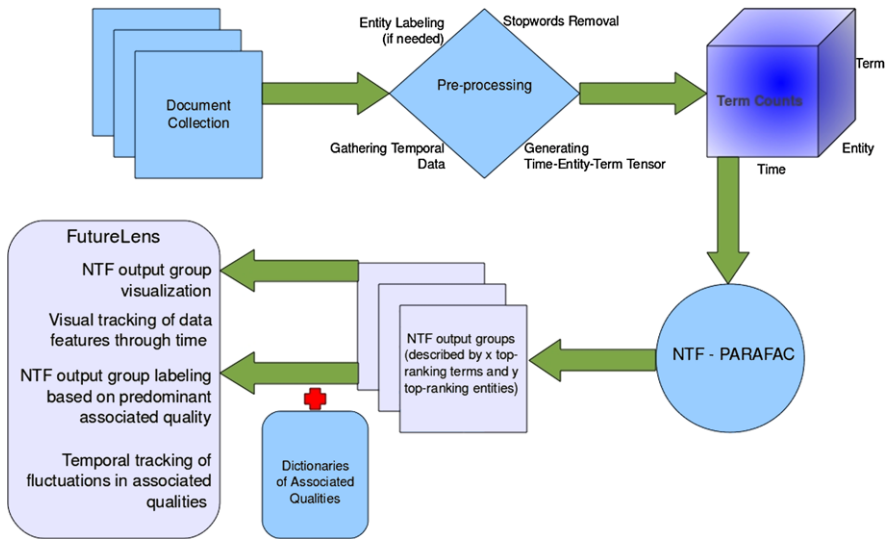 Entity Labeling
(if needed)
Stopwords Removal
Document
Collection
Pre-processing
Gathering Temporal
Data
Generating
Time-Entity-Term Tensor
Term Counts
Term
Entity
Time
FutureLens
NTF output group
visualization
Visual tracking of data
features through time
NTF output group labeling
based on predominant
associated quality
Temporal tracking of
fluctuations in associated
qualities
Dictionaries
of Associated
Qualities
NTF output groups
(described by x top-
ranking terms and y
top-ranking entities)
NTF - PARAFAC